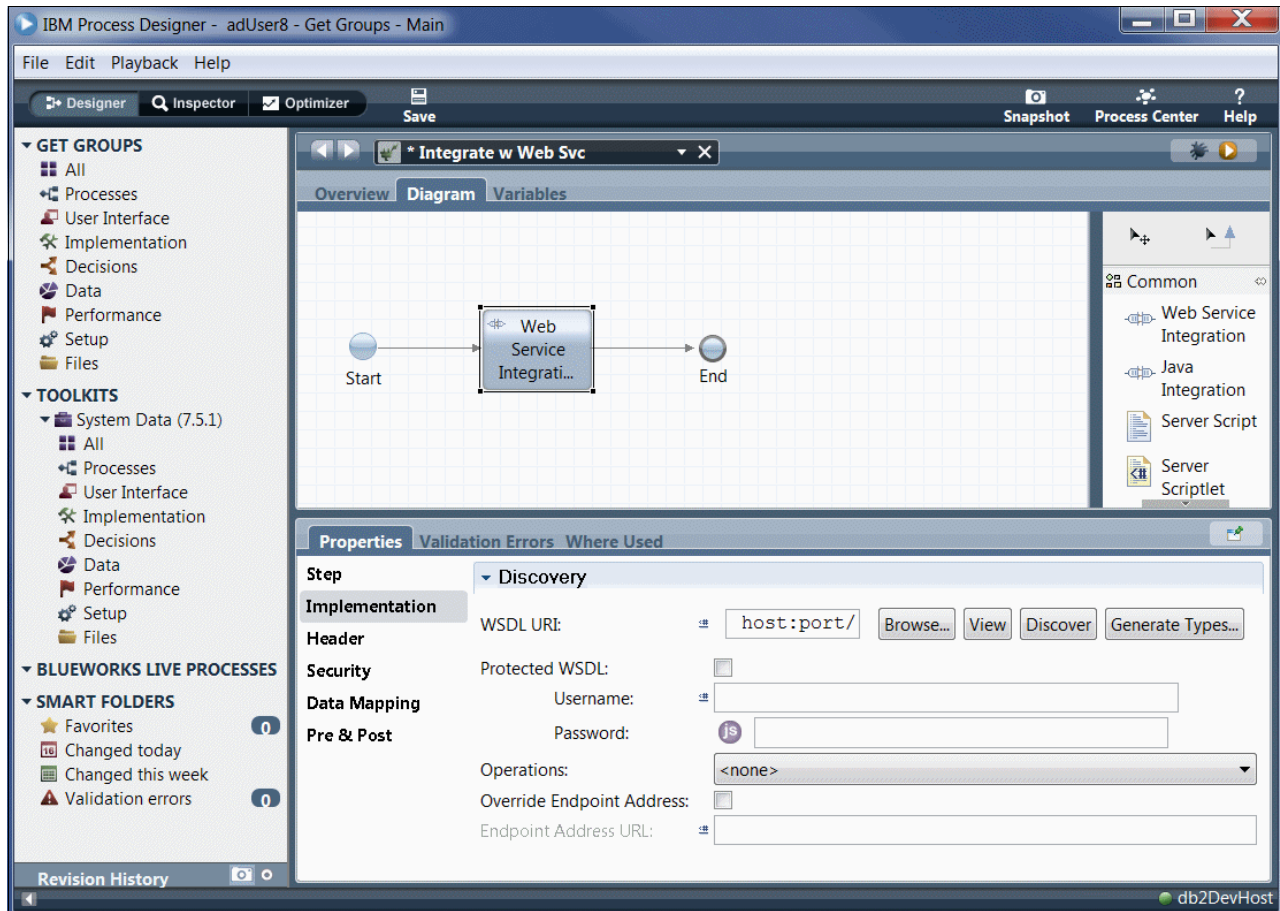 IBM Process Designer - adUser8 - Get Groups - Main
File Edit Playback Help
Designer Inspector Optimizer Save Snapshot Process Center Help
GET GROUPS
All
Processes
User Interface
Implementation
Decisions
Data
Performance
Setup
Files
TOOLKITS
System Data (7.5.1)
All
Processes
User Interface
Implementation
Decisions
Data
Performance
Setup
Files
BLUEWORKS LIVE PROCESSES
SMART FOLDERS
Favorites 0
Changed today
Changed this week
Validation errors 0
Revision History
* Integrate w Web Svc
Overview Diagram Variables
Start
Web
Service
Integrati...
End
Common
Web Service
Integration
Java
Integration
Server Script
Server
Scriptlet
Properties Validation Errors Where Used
Step
Implementation
Header
Security
Data Mapping
Pre & Post
Discovery
WSDL URI: host:port/ Browse... View Discover Generate Types...
Protected WSDL:
Username:
Password: js
Operations: <none>
Override Endpoint Address:
Endpoint Address URL:
db2DevHost